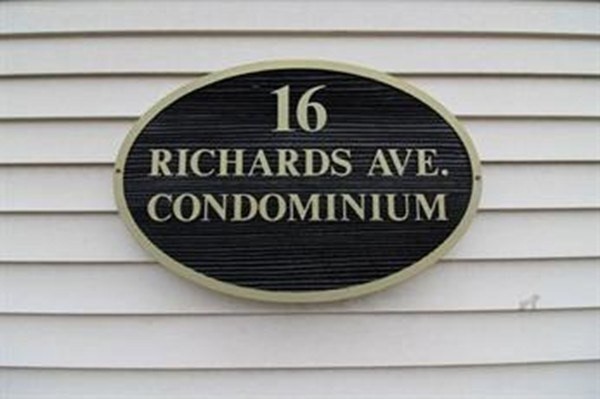 16
RICHARDS AVE.
CONDOMINIUM